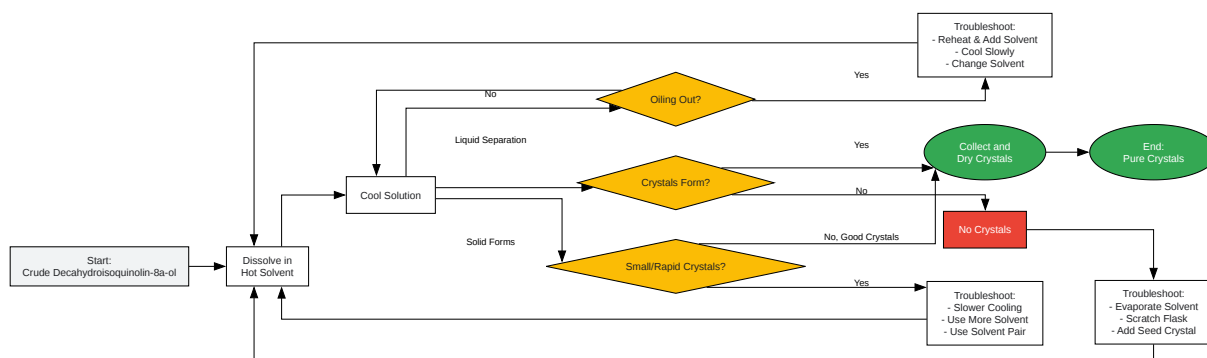 Troubleshoot:
- Reheat & Add Solvent
- Cool Slowly
- Change Solvent
Yes
No
Oiling Out?
Liquid Separation
Yes
Collect and
Dry Crystals
End:
Pure Crystals
Crystals Form?
Cool Solution
No
No Crystals
Solid Forms
No, Good Crystals
Start:
Crude Decahydroisoquinolin-8a-ol
Dissolve in
Hot Solvent
Small/Rapid Crystals?
Yes
Troubleshoot:
- Slower Cooling
- Use More Solvent
- Use Solvent Pair
Troubleshoot:
- Evaporate Solvent
- Scratch Flask
- Add Seed Crystal